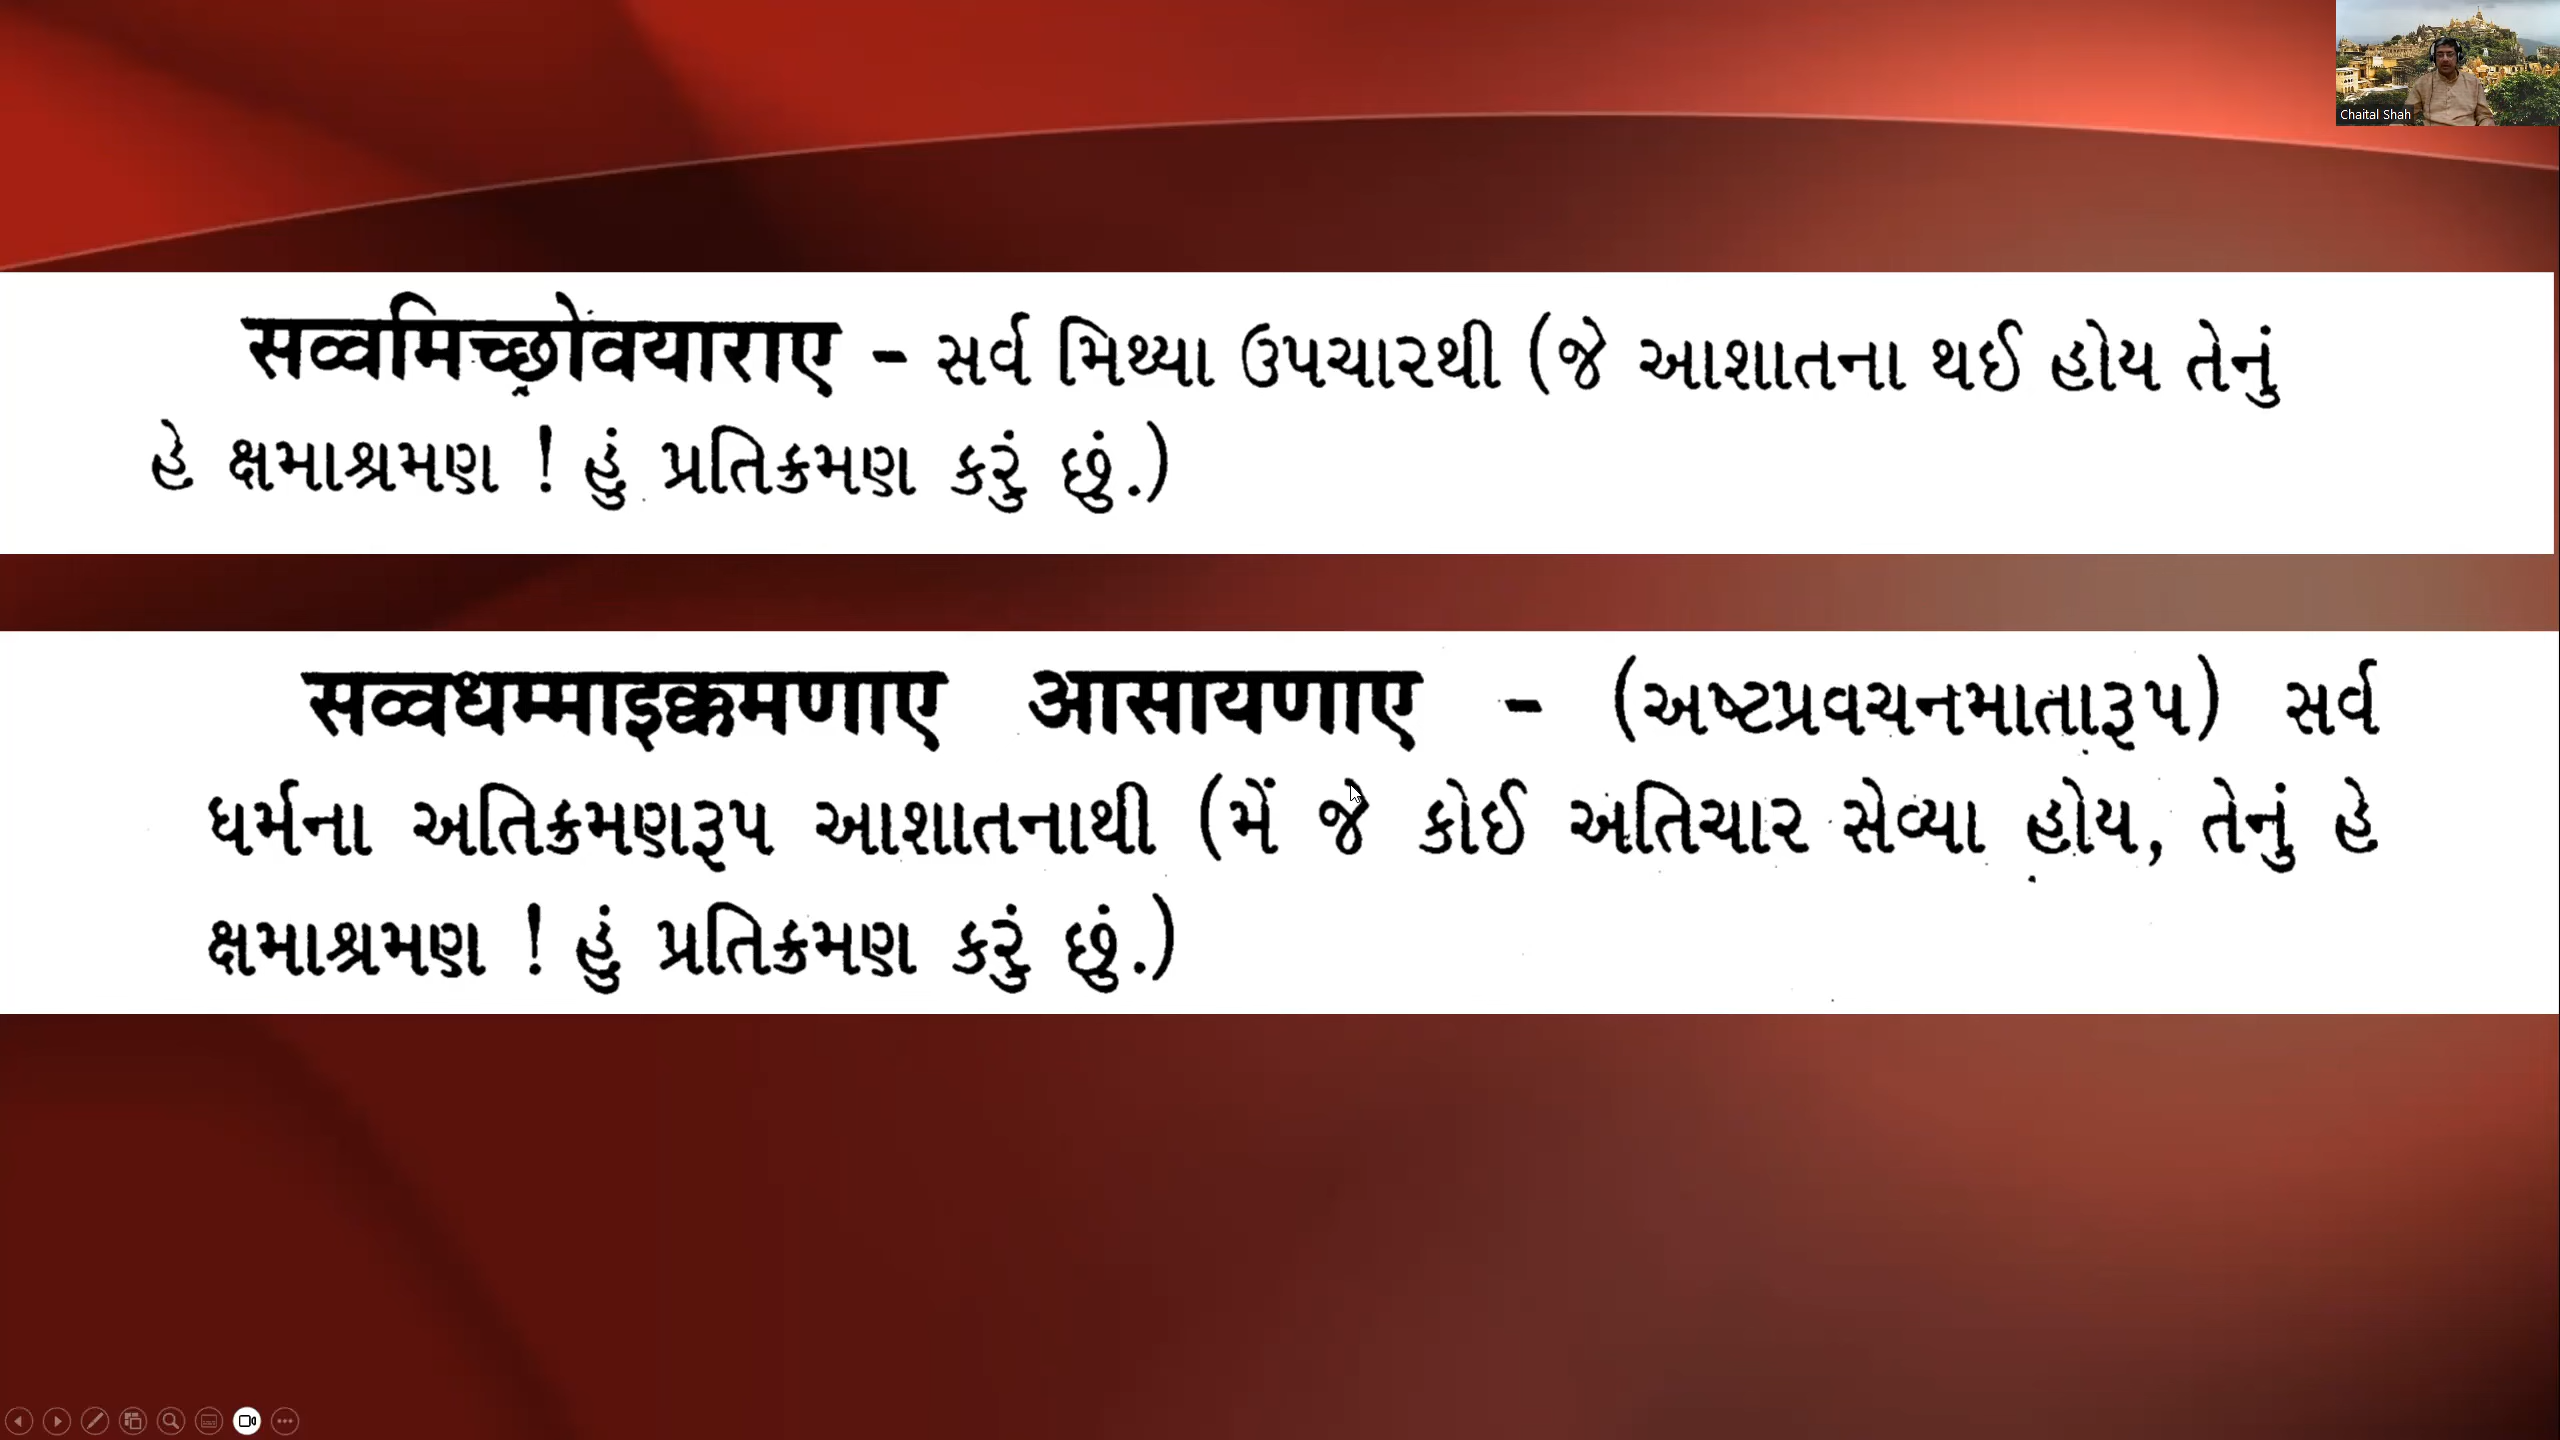 Chaital Shah
सव्वमिच्छोवयाराए - સર્વ મિથ્યા ઉપચારથી (જે આશાતના થઈ હોય તેનું
હે ક્ષમાશ્રમણ ! હું પ્રતિક્રમણ કરું છું.)
सव्वधम्माइक्कमणाए आसायणाए - (અષ્ટપ્રવચનમાતારૂપ) સર્વ
ધર્મના અતિક્રમણરૂપ આશાતનાથી (મેં જે કોઈ અતિચાર સેવ્યા હોય, તેનું હે
ક્ષમાશ્રમણ ! હું પ્રતિક્રમણ કરું છું.)